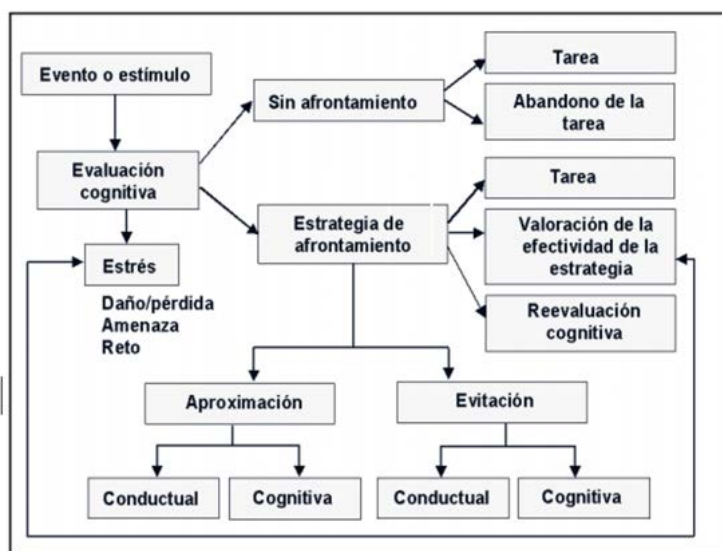 Evento o estímulo
Evaluación
cognitiva
Estrés
Daño/pérdida
Amenaza
Reto
Sin afrontamiento
Tarea
Abandono de la
tarea
Estrategia de
afrontamiento
Tarea
Valoración de la
efectividad de la
estrategia
Reevaluación
cognitiva
Aproximación
Evitación
Conductual
Cognitiva
Conductual
Cognitiva